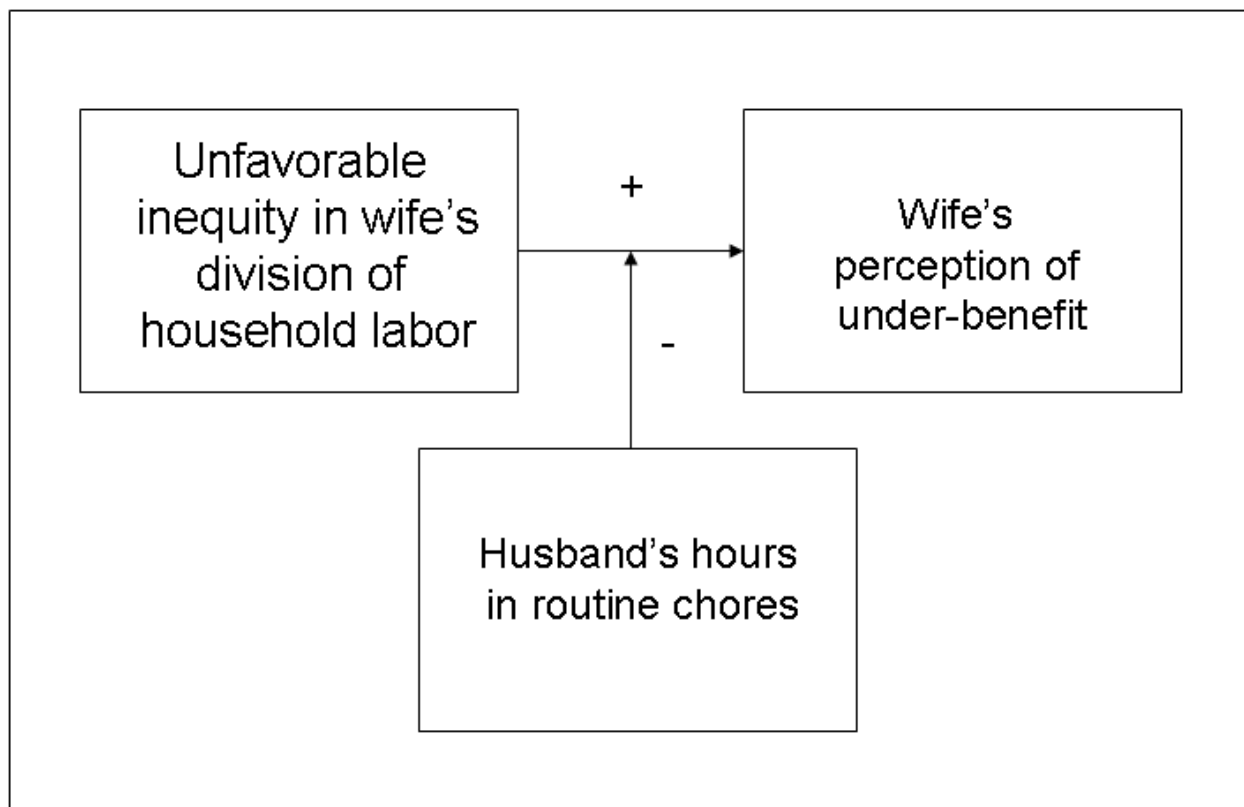 Unfavorable
inequity in wife’s
division of
household labor
+
Wife’s
perception of
under-benefit
-
Husband’s hours
in routine chores